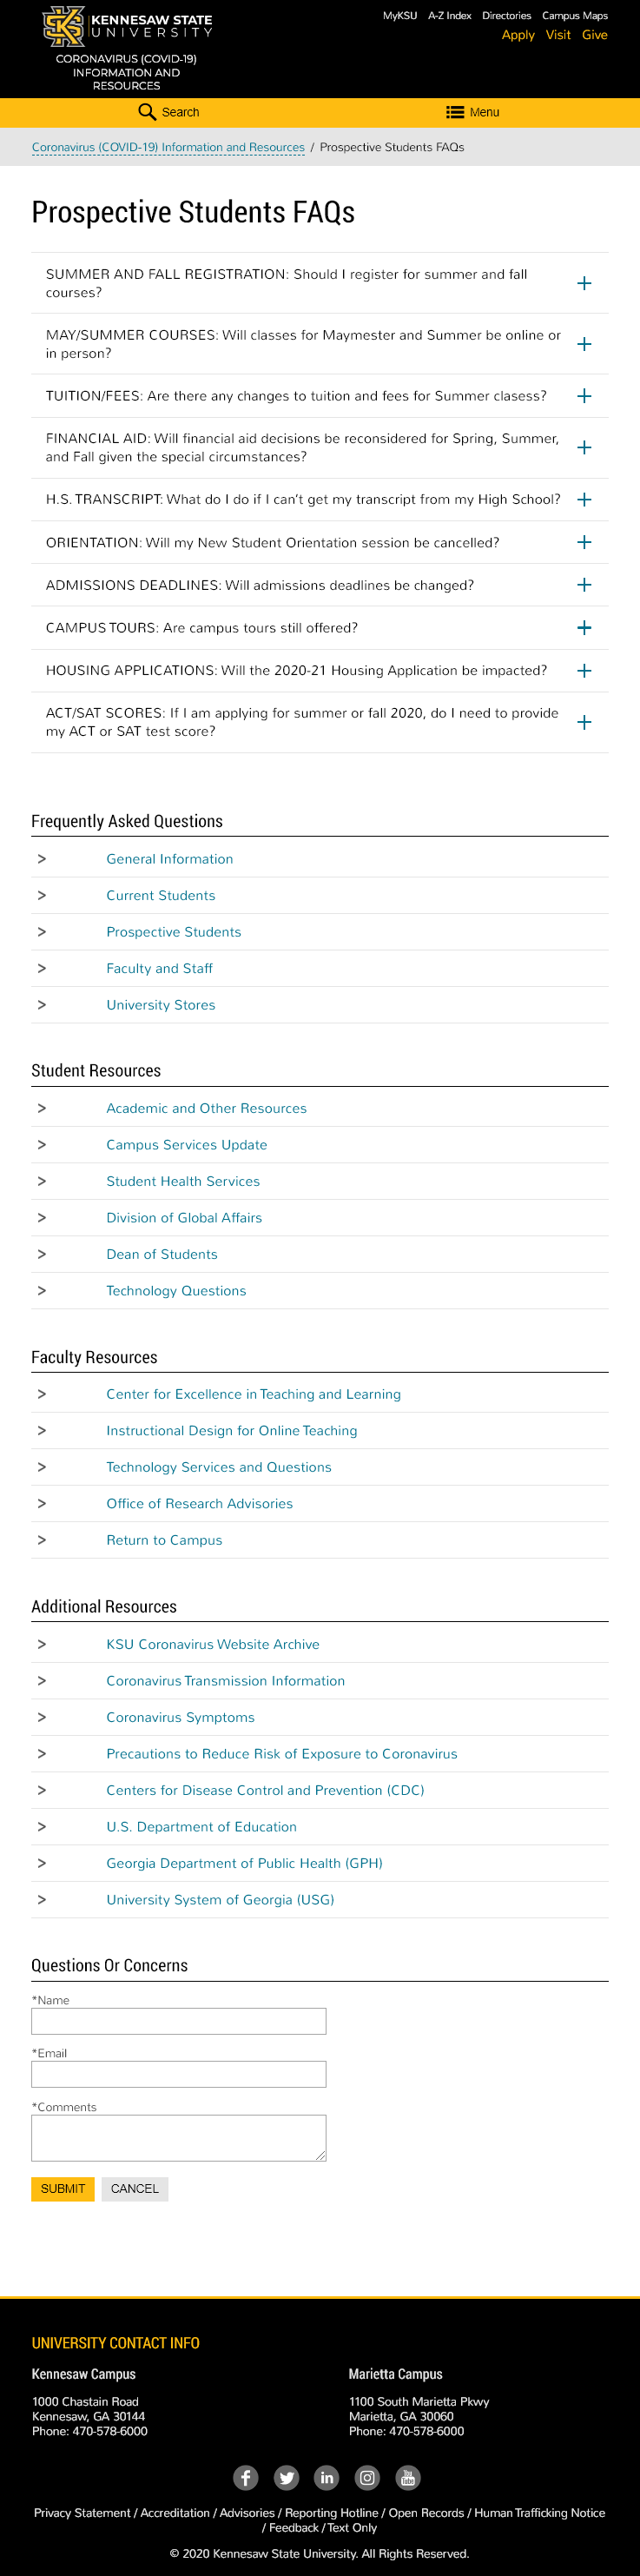 KENNESAW STATE
UNIVERSITY
CORONAVIRUS (COVID-19)
INFORMATION AND
RESOURCES
MyKSU A-Z Index Directories Campus Maps
Apply Visit Give
Search Menu
Coronavirus (COVID-19) Information and Resources / Prospective Students FAQs
Prospective Students FAQs
SUMMER AND FALL REGISTRATION: Should I register for summer and fall
courses?
MAY/SUMMER COURSES: Will classes for Maymester and Summer be online or
in person?
TUITION/FEES: Are there any changes to tuition and fees for Summer clasess?
FINANCIAL AID: Will financial aid decisions be reconsidered for Spring, Summer,
and Fall given the special circumstances?
H.S. TRANSCRIPT: What do I do if I can't get my transcript from my High School?
ORIENTATION: Will my New Student Orientation session be cancelled?
ADMISSIONS DEADLINES: Will admissions deadlines be changed?
CAMPUS TOURS: Are campus tours still offered?
HOUSING APPLICATIONS: Will the 2020-21 Housing Application be impacted?
ACT/SAT SCORES: If I am applying for summer or fall 2020, do I need to provide
my ACT or SAT test score?
Frequently Asked Questions
> General Information
> Current Students
> Prospective Students
> Faculty and Staff
> University Stores
Student Resources
> Academic and Other Resources
> Campus Services Update
> Student Health Services
> Division of Global Affairs
> Dean of Students
> Technology Questions
Faculty Resources
> Center for Excellence in Teaching and Learning
> Instructional Design for Online Teaching
> Technology Services and Questions
> Office of Research Advisories
> Return to Campus
Additional Resources
> KSU Coronavirus Website Archive
> Coronavirus Transmission Information
> Coronavirus Symptoms
> Precautions to Reduce Risk of Exposure to Coronavirus
> Centers for Disease Control and Prevention (CDC)
> U.S. Department of Education
> Georgia Department of Public Health (GPH)
> University System of Georgia (USG)
Questions Or Concerns
*Name
*Email
*Comments
SUBMIT CANCEL
UNIVERSITY CONTACT INFO
Kennesaw Campus
1000 Chastain Road
Kennesaw, GA 30144
Phone: 470-578-6000
Marietta Campus
1100 South Marietta Pkwy
Marietta, GA 30060
Phone: 470-578-6000
Privacy Statement / Accreditation / Advisories / Reporting Hotline / Open Records / Human Trafficking Notice
/ Feedback / Text Only
© 2020 Kennesaw State University. All Rights Reserved.